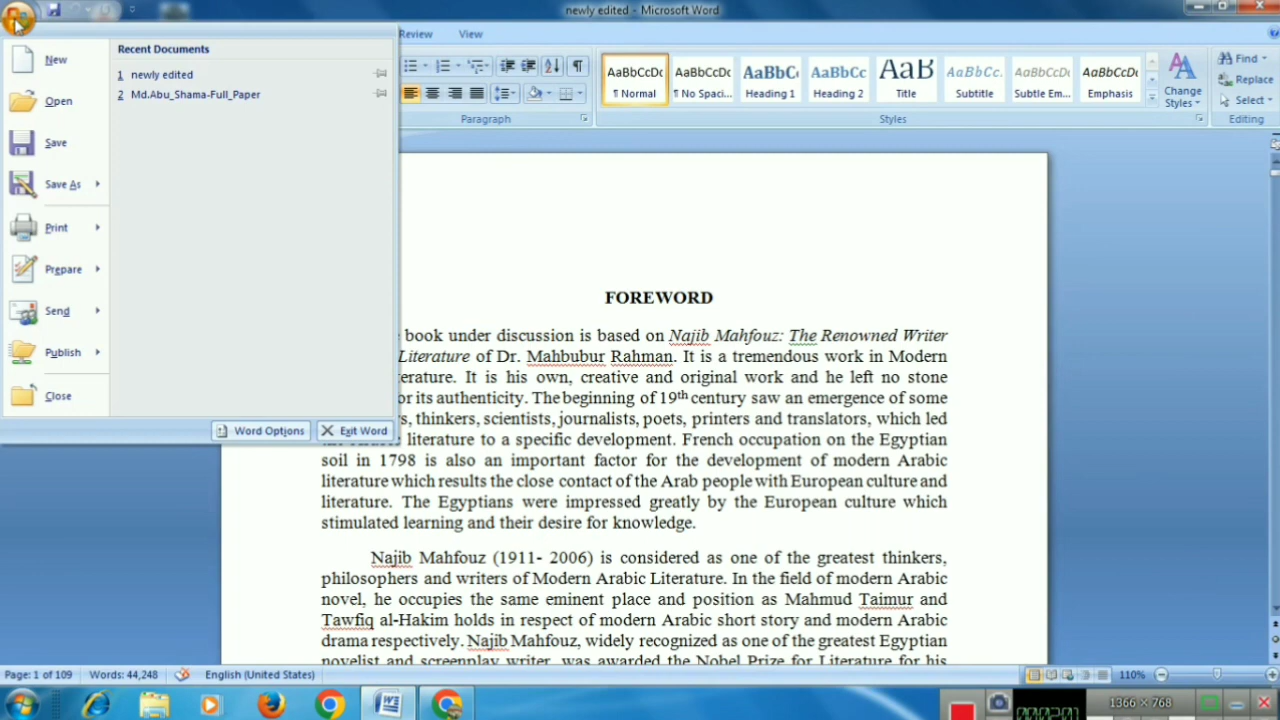 newly edited - Microsoft Word
Review View
New
Open
Save
Save As
Print
Prepare
Send
Publish
Close
Recent Documents
1 newly edited
2 Md.Abu_Shama-Full_Paper
Word Options
Exit Word
Paragraph
AaBbCcDc AaBbCcDc AaBbC AaBbCc AaB AaBbCc. AaBbCcDc AaBbCcDc
¶ Normal ¶ No Spaci... Heading 1 Heading 2 Title Subtitle Subtle Em... Emphasis
Styles
Change
Styles
Find
Replace
Select
Editing
FOREWORD
book under discussion is based on Najib Mahfouz: The Renowned Writer
Literature of Dr. Mahbubur Rahman. It is a tremendous work in Modern
erature. It is his own, creative and original work and he left no stone
or its authenticity. The beginning of 19th century saw an emergence of some
s, thinkers, scientists, journalists, poets, printers and translators, which led
literature to a specific development. French occupation on the Egyptian
soil in 1798 is also an important factor for the development of modern Arabic
literature which results the close contact of the Arab people with European culture and
literature. The Egyptians were impressed greatly by the European culture which
stimulated learning and their desire for knowledge.
Najib Mahfouz (1911- 2006) is considered as one of the greatest thinkers,
philosophers and writers of Modern Arabic Literature. In the field of modern Arabic
novel, he occupies the same eminent place and position as Mahmud Taimur and
Tawfiq al-Hakim holds in respect of modern Arabic short story and modern Arabic
drama respectively. Najib Mahfouz, widely recognized as one of the greatest Egyptian
novelist and screenplay writer, was awarded the Nobel Prize for Literature for his
Page: 1 of 109 Words: 44,248 English (United States) 110%
1366 × 768